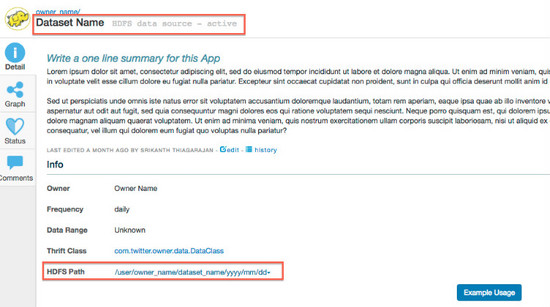 owner_name/
Dataset Name HDFS data source - active
Detail
Graph
Status
Comments
Write a one line summary for this App
Lorem ipsum dolor sit amet, consectetur adipiscing elit, sed do eiusmod tempor incididunt ut labore et dolore magna aliqua. Ut enim ad minim veniam, quis
in voluptate velit esse cillum dolore eu fugiat nulla pariatur? Excepteur sint occaecat cupidatat non proident, sunt in culpa qui officia deserunt mollit anim id
Sed ut perspiciatis unde omnis iste natus error sit voluptatem accusantium doloremque laudantium, totam rem aperiam, eaque ipsa quae ab illo inventore
aspernatur aut odit aut fugit, sed quia consequuntur magni dolores eos qui ratione voluptatem sequi nesciunt. Neque porro quisquam est, qui dolorem ipsum
dolore magnam aliquam quaerat voluptatem. Ut enim ad minima veniam, quis nostrum exercitationem ullam corporis suscipit laboriosam, nisi ut aliquid ex
consequatur, vel illum qui dolorem eum fugiat quo voluptas nulla pariatur?
LAST EDITED A MONTH AGO BY SRIKANTH THIAGARAJAN - edit - history
Info
Owner Owner Name
Frequency daily
Data Range Unknown
Thrift Class com.twitter.owner.data.DataClass
HDFS Path /user/owner_name/dataset_name/yyyy/mm/dd
Example Usage